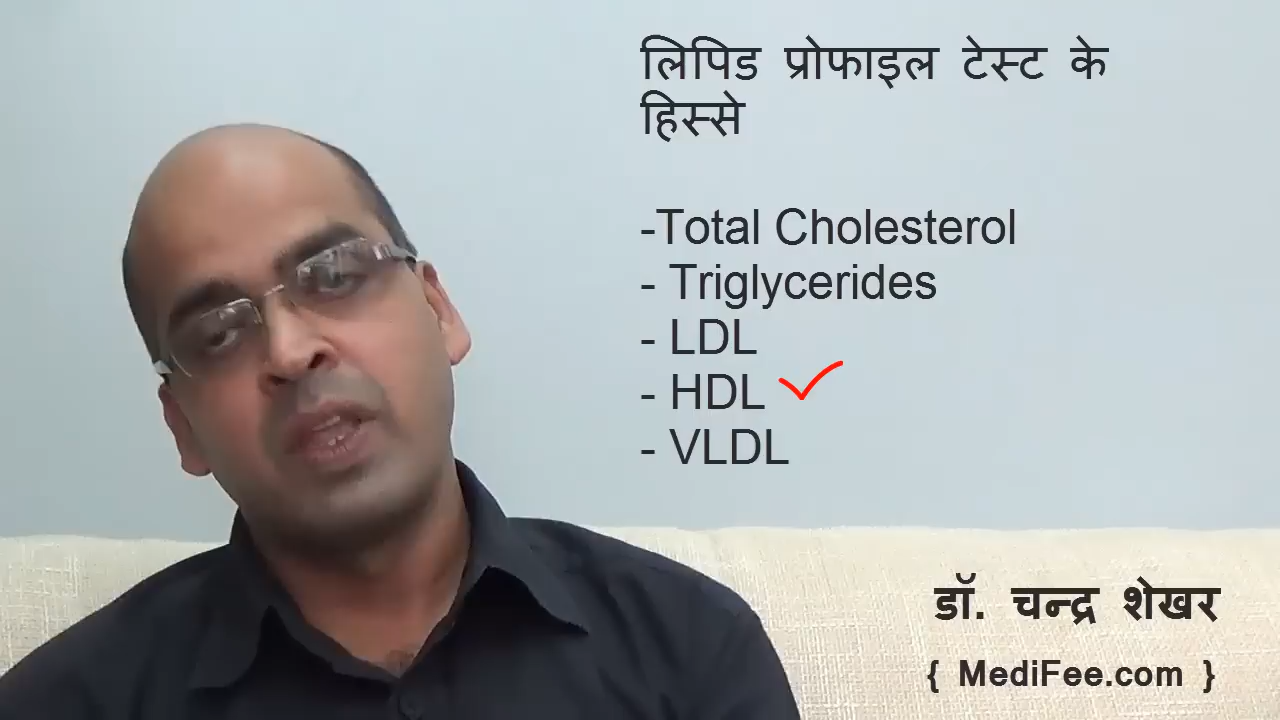 लिपिड प्रोफाइल टेस्ट के
हिस्से
-Total Cholesterol
- Triglycerides
- LDL
- HDL
- VLDL
डॉ. चन्द्र शेखर
{ MediFee.com }